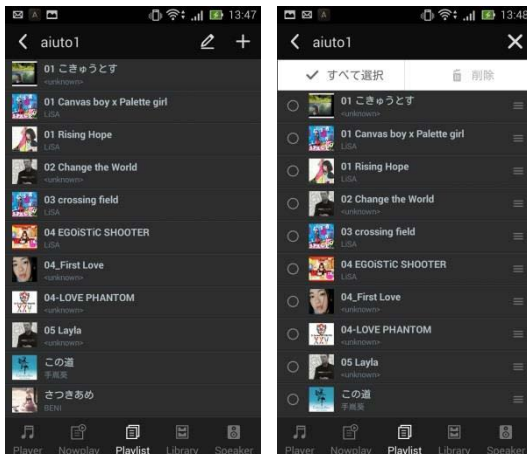 13:47
aiuto1
01 こきゅうとす
<unknown>
01 Canvas boy x Palette girl
LiSA
01 Rising Hope
LiSA
02 Change the World
<unknown>
03 crossing field
LiSA
04 EGOiSTiC SHOOTER
LiSA
04_First Love
<unknown>
04-LOVE PHANTOM
<unknown>
05 Layla
<unknown>
この道
手嶌葵
さつきあめ
BENI
Player Nowplay Playlist Library Speaker
13:48
aiuto1
すべて選択 削除
01 こきゅうとす
<unknown>
01 Canvas boy x Palette girl
LiSA
01 Rising Hope
LiSA
02 Change the World
<unknown>
03 crossing field
LiSA
04 EGOiSTiC SHOOTER
LiSA
04_First Love
<unknown>
04-LOVE PHANTOM
<unknown>
05 Layla
<unknown>
この道
手嶌葵
Player Nowplay Playlist Library Speaker